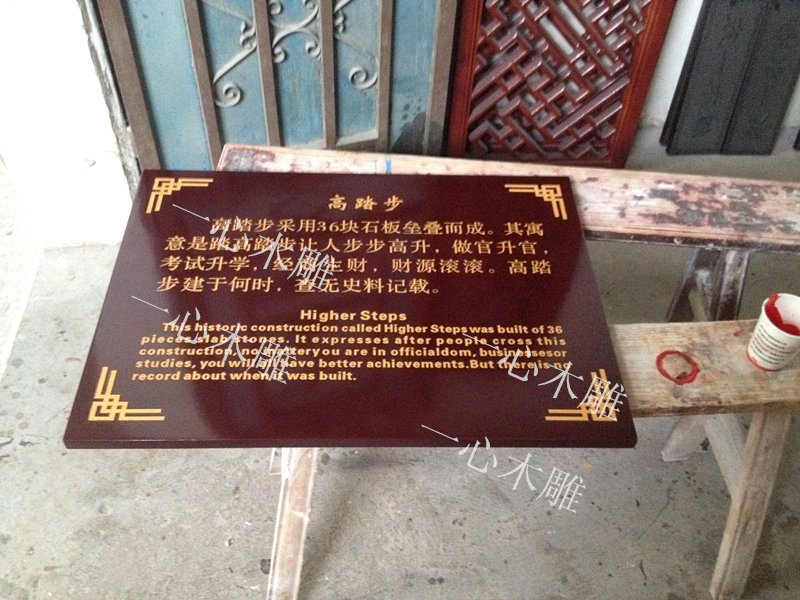 高踏步
高踏步采用36块石板垒叠而成。其寓
意是踏高踏步让人步步高升，做官升官，
考试升学，经商生财，财源滚滚。高踏
步建于何时，查无史料记载。
Higher Steps
This historic construction called Higher Steps was built of 36
pieces slab stones. It expresses after people cross this
construction, no matter you are in officialdom, businessesor
studies, you will all have better achievements.But there is no
record about when it was built.
一心木雕
一心木雕
一心木雕
一心木雕